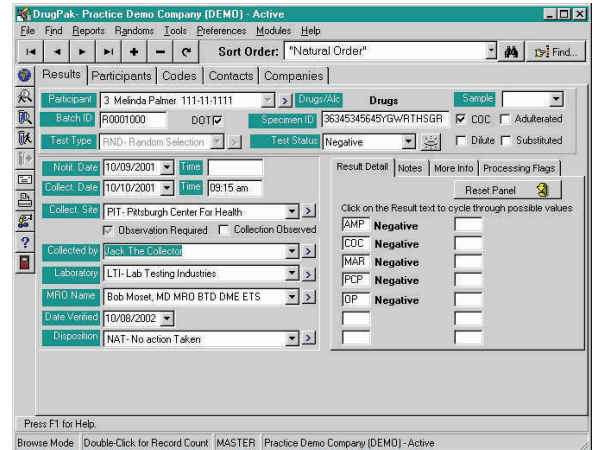 DrugPak- Practice Demo Company (DEMO) - Active
File Find Reports Randoms Tools Preferences Modules Help
Sort Order: "Natural Order" Find...
Results Participants Codes Contacts Companies
Participant 3 Melinda Palmer 111-11-1111 Drugs/Alc Drugs Sample
Batch ID R0001000 DOT Specimen ID 36345345645YGWRTHSGR COC Adulterated
Test Type RND- Random Selection Test Status Negative Dilute Substituted
Notif. Date 10/09/2001 Time
Collect. Date 10/10/2001 Time 09:15 am
Collect. Site PIT- Pittsburgh Center For Health
Observation Required Collection Observed
Collected by Jack The Collector
Laboratory LTI- Lab Testing Industries
MRO Name Bob Moset, MD MRO BTD DME ETS
Date Verified 10/08/2002
Disposition NAT- No action Taken
Result Detail Notes More Info Processing Flags
Reset Panel
Click on the Result text to cycle through possible values
AMP Negative
COC Negative
MAR Negative
PCP Negative
OP Negative
Press F1 for Help.
Browse Mode Double-Click for Record Count MASTER Practice Demo Company (DEMO) - Active